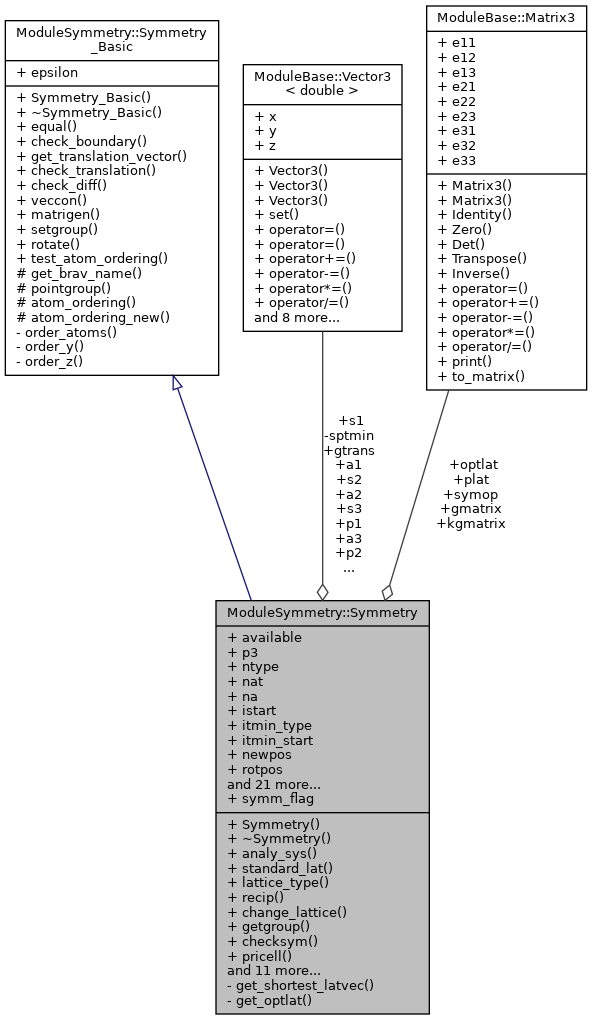 ModuleSymmetry::Symmetry
_Basic
+ epsilon
+ Symmetry_Basic()
+ ~Symmetry_Basic()
+ equal()
+ check_boundary()
+ get_translation_vector()
+ check_translation()
+ check_diff()
+ veccon()
+ matrigen()
+ setgroup()
+ rotate()
+ test_atom_ordering()
# get_brav_name()
# pointgroup()
# atom_ordering()
# atom_ordering_new()
- order_atoms()
- order_y()
- order_z()
ModuleBase::Vector3
< double >
+ x
+ y
+ z
+ Vector3()
+ Vector3()
+ Vector3()
+ set()
+ operator=()
+ operator=()
+ operator+=()
+ operator-=()
+ operator*=()
+ operator/=()
and 8 more...
ModuleBase::Matrix3
+ e11
+ e12
+ e13
+ e21
+ e22
+ e23
+ e31
+ e32
+ e33
+ Matrix3()
+ Matrix3()
+ Identity()
+ Zero()
+ Det()
+ Transpose()
+ Inverse()
+ operator=()
+ operator+=()
+ operator-=()
+ operator*=()
+ operator/=()
+ print()
+ to_matrix()
+s1
-sptmin
+gtrans
+a1
+s2
+a2
+s3
+p1
+a3
+p2
...
+optlat
+plat
+symop
+gmatrix
+kgmatrix
ModuleSymmetry::Symmetry
+ available
+ p3
+ ntype
+ nat
+ na
+ istart
+ itmin_type
+ itmin_start
+ newpos
+ rotpos
and 21 more...
+ symm_flag
+ Symmetry()
+ ~Symmetry()
+ analy_sys()
+ standard_lat()
+ lattice_type()
+ recip()
+ change_lattice()
+ getgroup()
+ checksym()
+ pricell()
and 11 more...
- get_shortest_latvec()
- get_optlat()